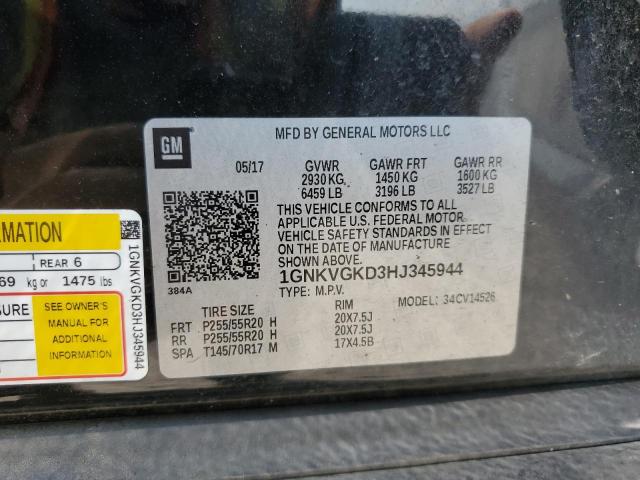 GM
MFD BY GENERAL MOTORS LLC
05/17 GVWR GAWR FRT GAWR RR
2930 KG 1450 KG 1600 KG
6459 LB 3196 LB 3527 LB
THIS VEHICLE CONFORMS TO ALL
APPLICABLE U.S. FEDERAL MOTOR
VEHICLE SAFETY STANDARDS IN EFFECT
ON THE DATE OF MANUFACTURE
SHOWN ABOVE.
384A
1GNKVGKD3HJ345944
TYPE: M.P.V. MODEL: 34CV14526
TIRE SIZE RIM
FRT P255/55R20 H 20X7.5J
RR P255/55R20 H 20X7.5J
SPA T145/70R17 M 17X4.5B
RMATION
REAR 6
69 kg or 1475 lbs
SURE
SEE OWNER'S
MANUAL FOR
ADDITIONAL
INFORMATION
1GNKVGKD3HJ345944